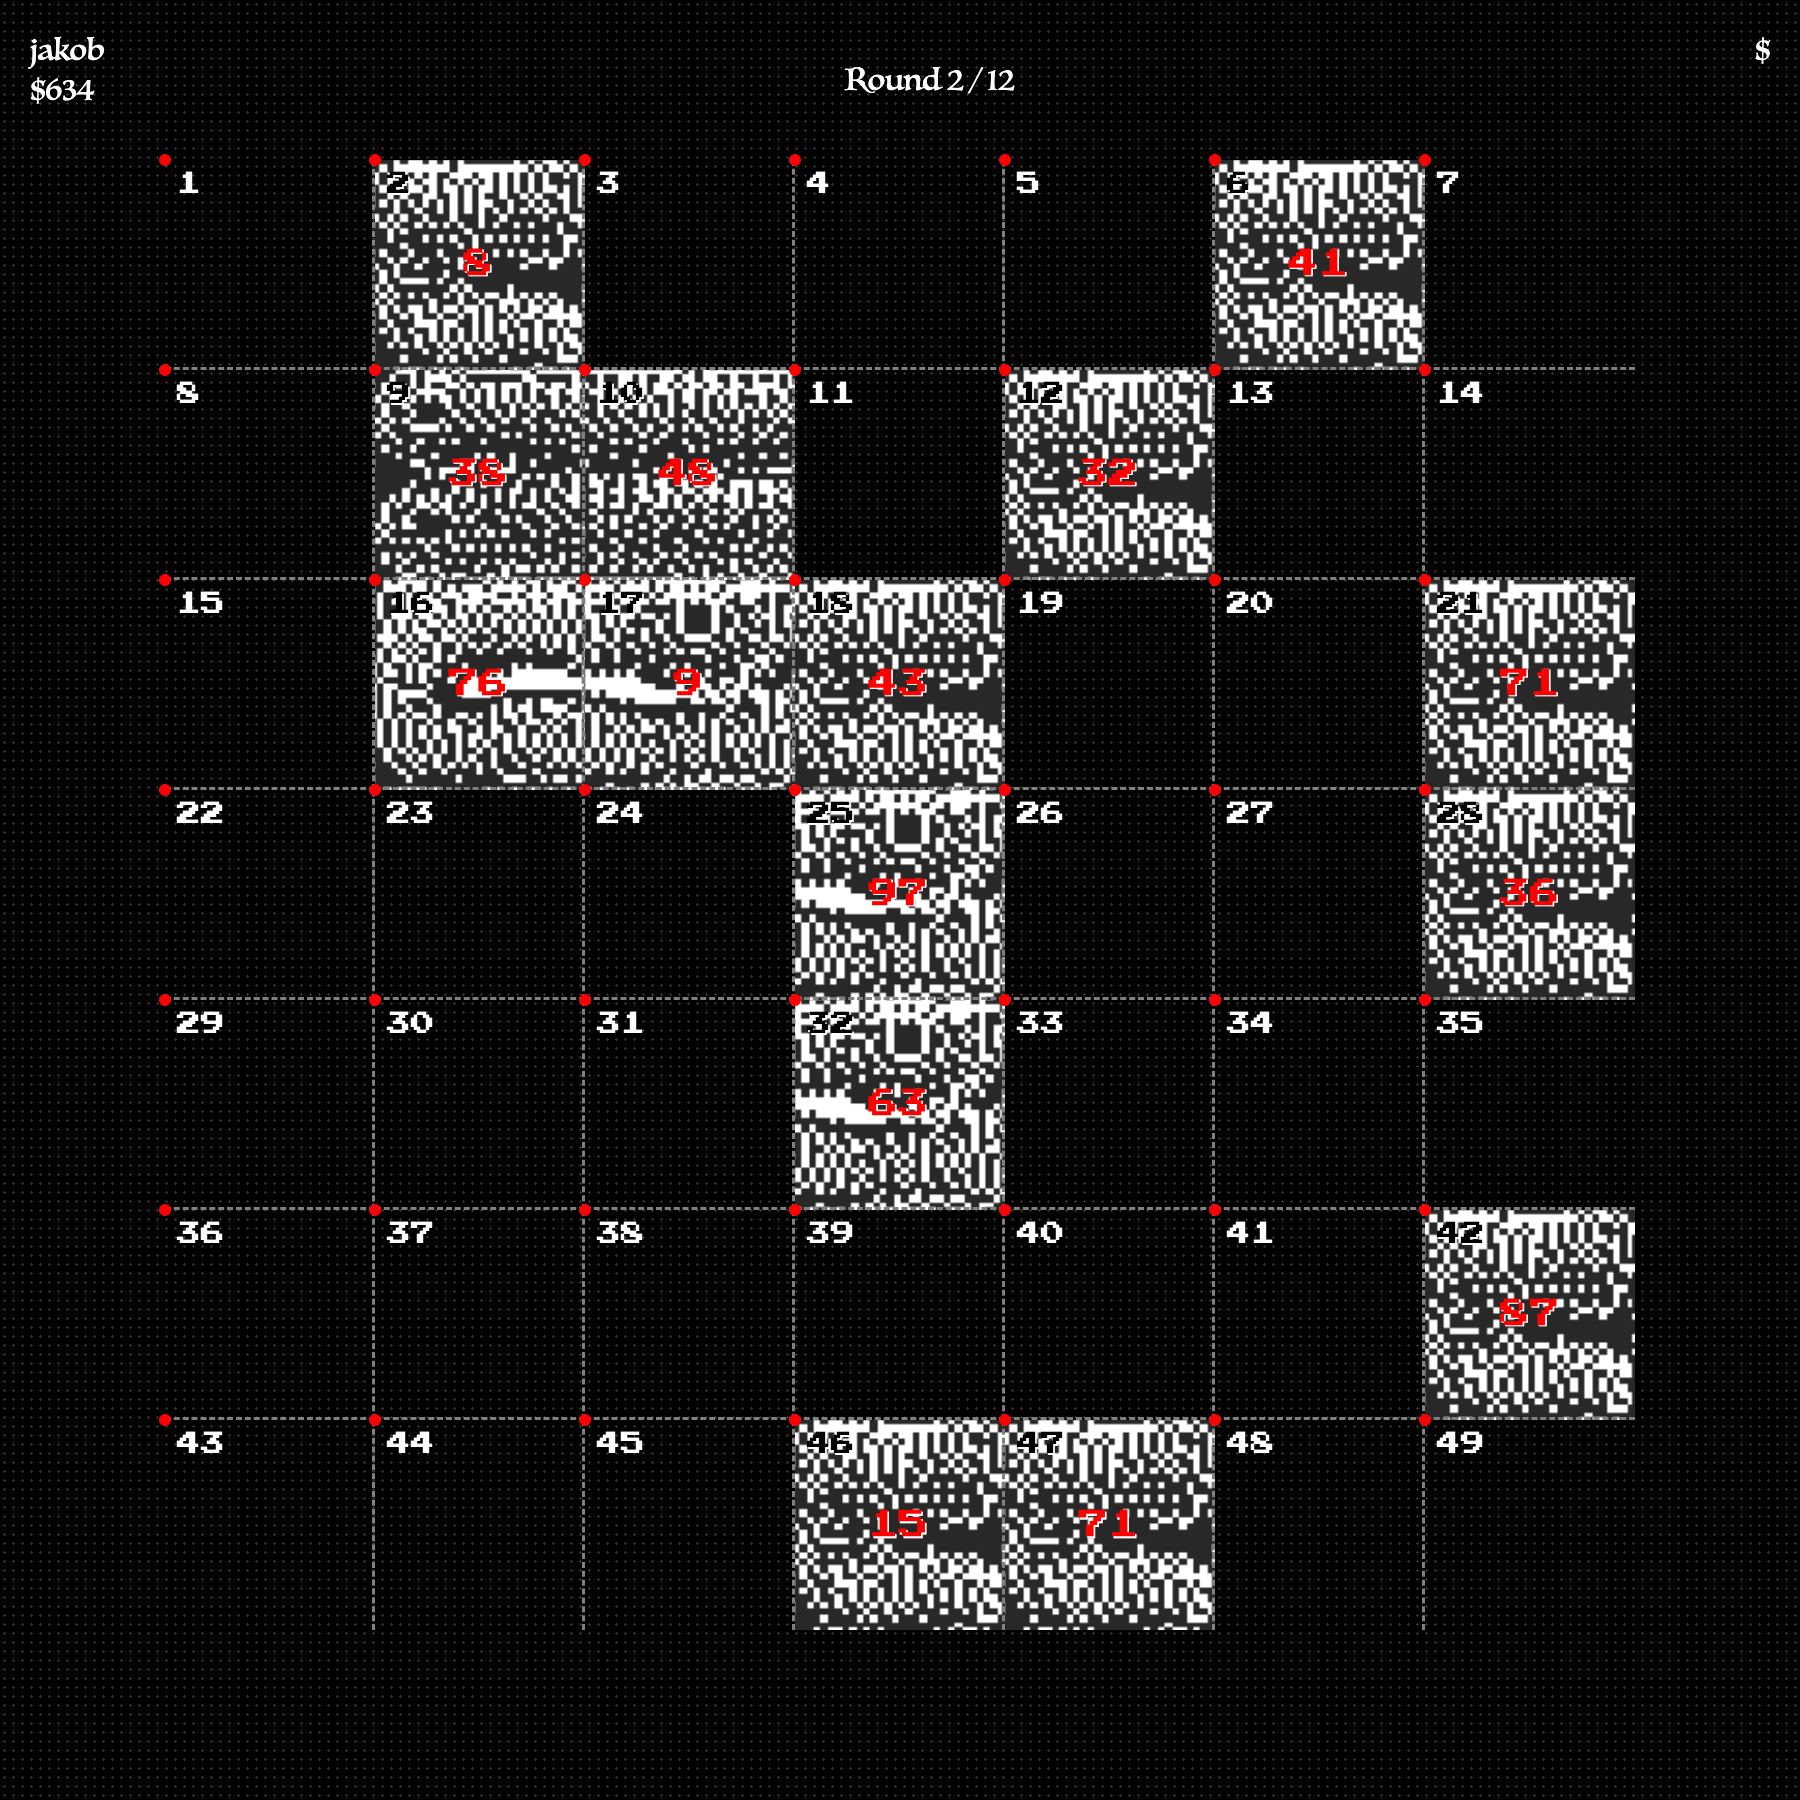 jakob $
$634
Round 2/12
1 2 3 4 5 6 7
8 41
8 9 10 11 12 13 14
38 48 32
15 16 17 18 19 20 21
76 9 43 71
22 23 24 25 26 27 28
97 36
29 30 31 32 33 34 35
63
36 37 38 39 40 41 42
87
43 44 45 46 47 48 49
15 71